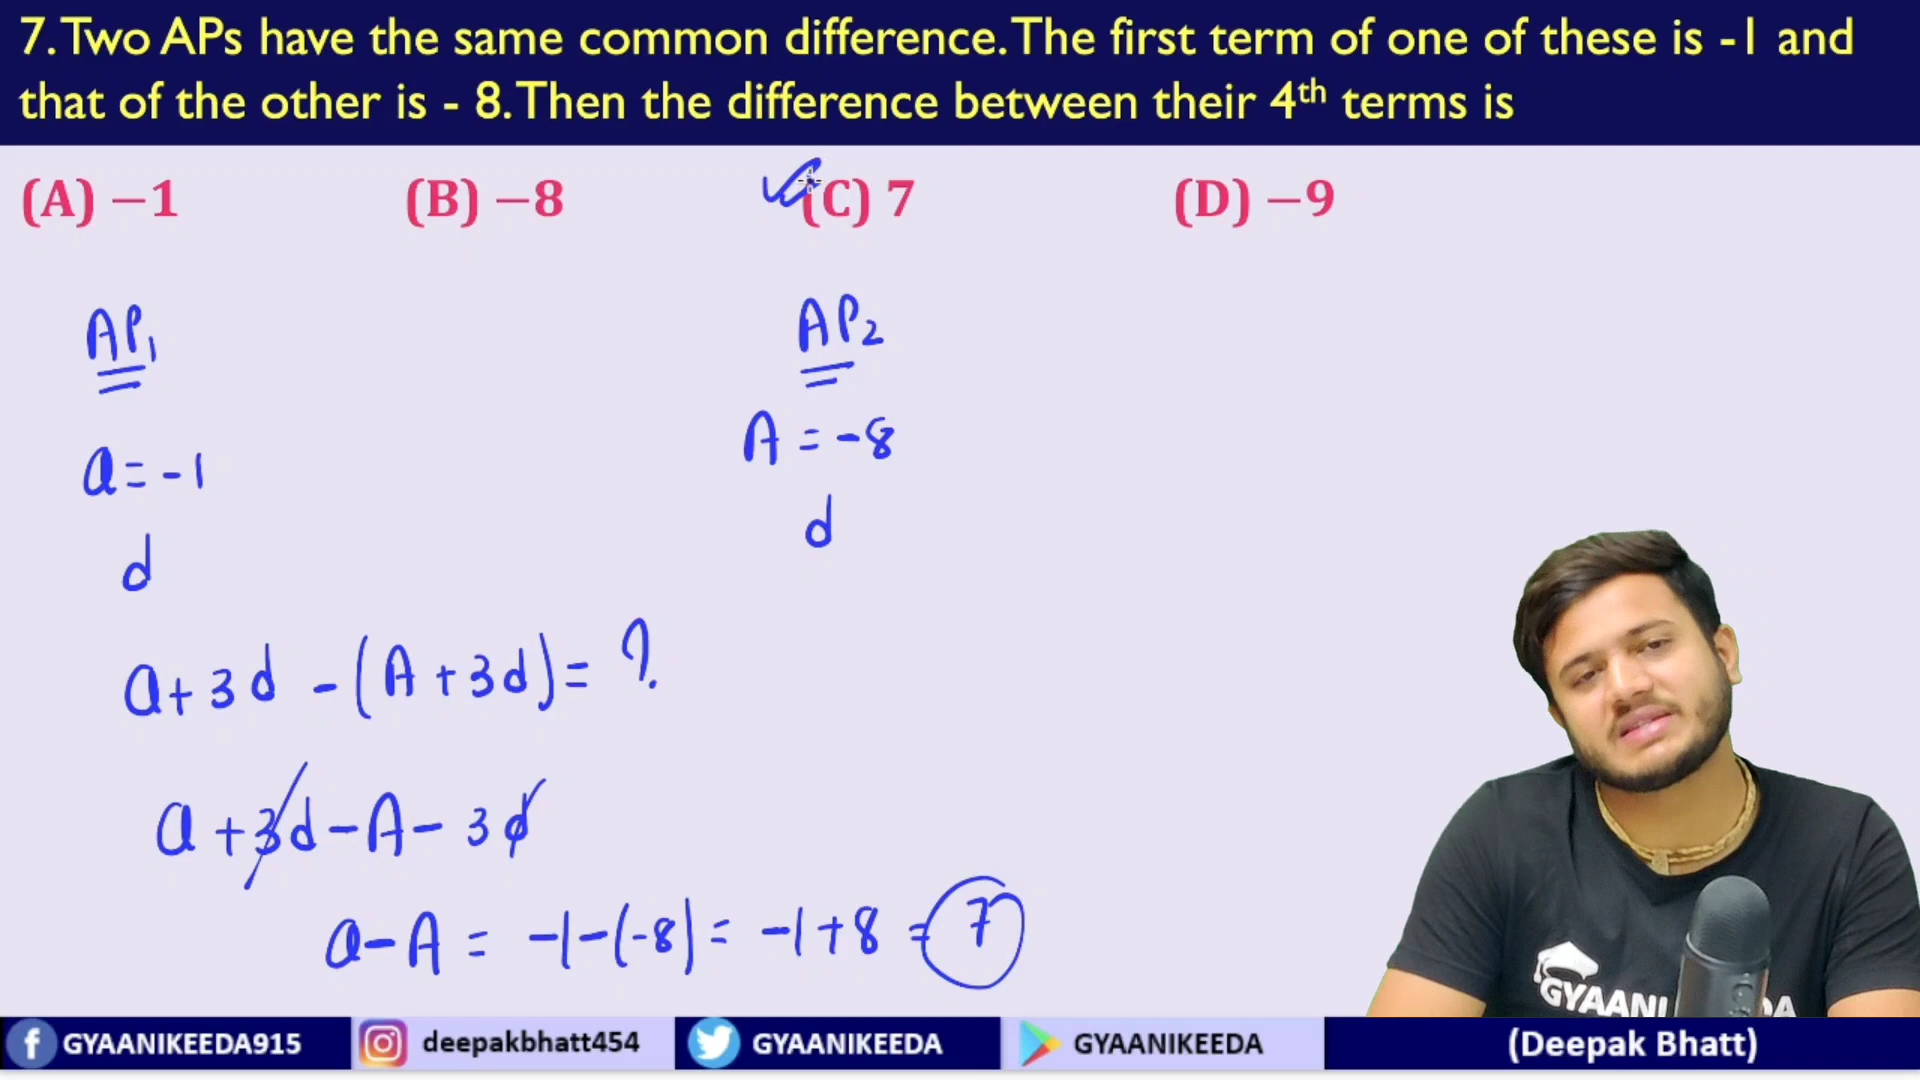 7. Two APs have the same common difference. The first term of one of these is -1 and
that of the other is - 8. Then the difference between their 4th terms is
(A) −1 (B) −8 (C) 7 (D) −9
AP₁ AP₂
a = -1 A = -8
d d
a + 3d - (A + 3d) = ?
a + 3d - A - 3d
a - A = -1 - (-8) = -1 + 8 = 7
GYAANI DA
GYAANIKEEDA915 deepakbhatt454 GYAANIKEEDA GYAANIKEEDA (Deepak Bhatt)